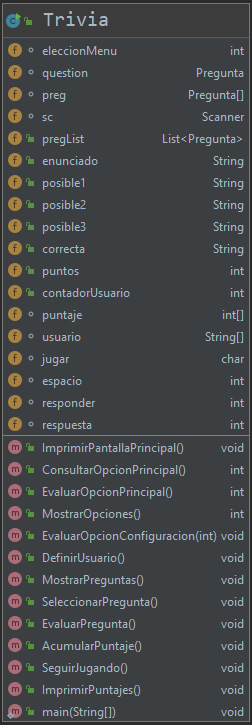 Trivia
eleccionMenu int
question Pregunta
preg Pregunta[]
sc Scanner
pregList List<Pregunta>
enunciado String
posible1 String
posible2 String
posible3 String
correcta String
puntos int
contadorUsuario int
puntaje int[]
usuario String[]
jugar char
espacio int
responder int
respuesta int
ImprimirPantallaPrincipal() void
ConsultarOpcionPrincipal() int
EvaluarOpcionPrincipal() int
MostrarOpciones() int
EvaluarOpcionConfiguracion(int) void
DefinirUsuario() void
MostrarPreguntas() void
SeleccionarPregunta() void
EvaluarPregunta() void
AcumularPuntaje() void
SeguirJugando() void
ImprimirPuntajes() void
main(String[]) void